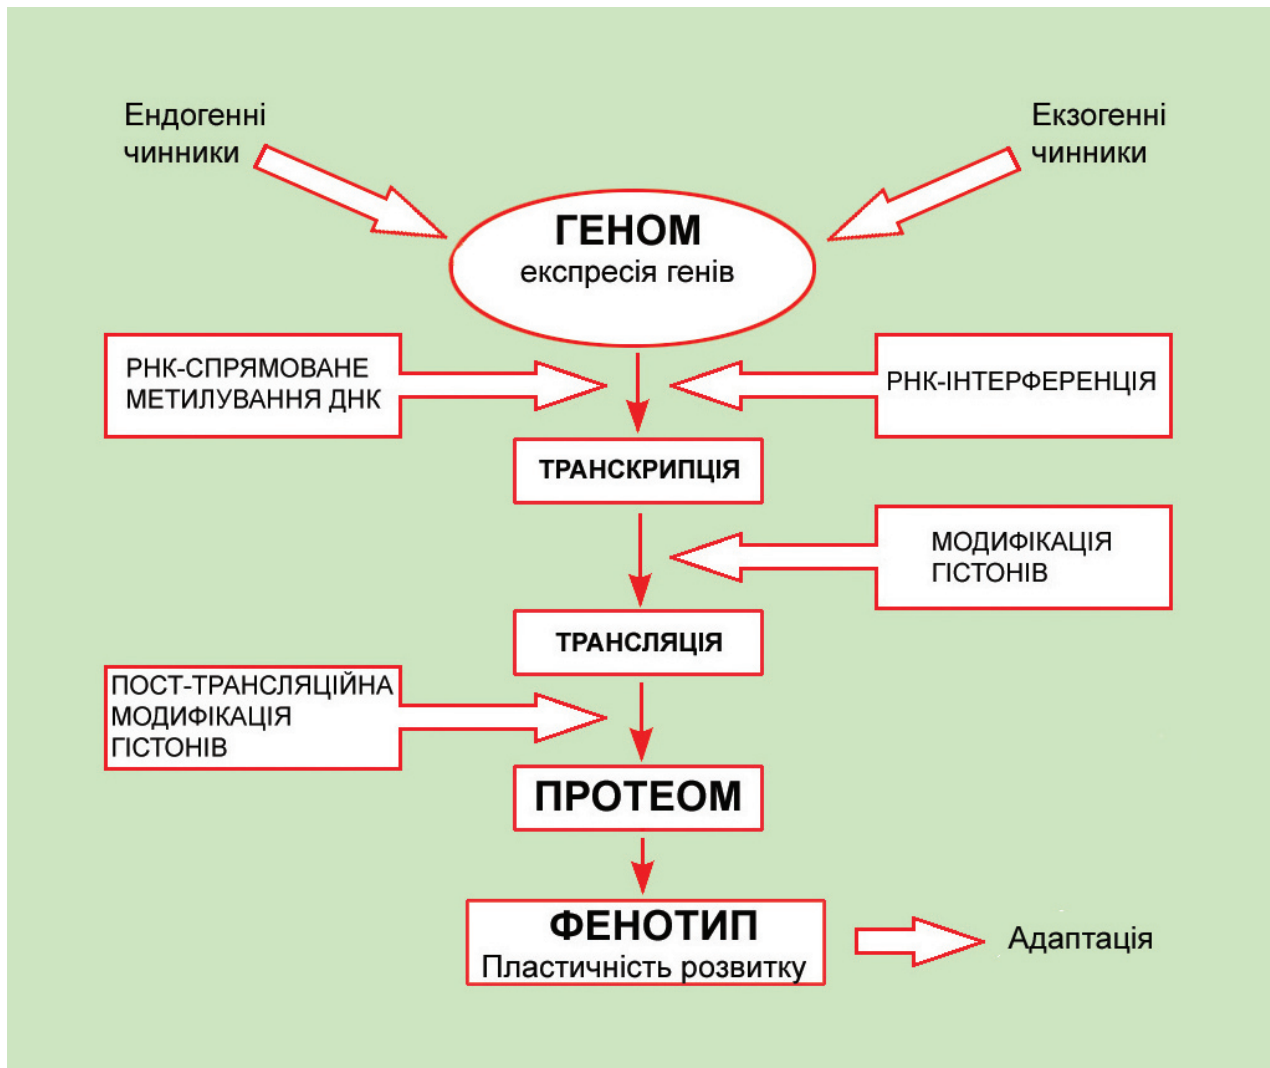 Ендогенні
чинники
Екзогенні
чинники
ГЕНОМ
експресія генів
РНК-СПРЯМОВАНЕ
МЕТИЛУВАННЯ ДНК
РНК-ІНТЕРФЕРЕНЦІЯ
ТРАНСКРИПЦІЯ
МОДИФІКАЦІЯ
ГІСТОНІВ
ТРАНСЛЯЦІЯ
ПОСТ-ТРАНСЛЯЦІЙНА
МОДИФІКАЦІЯ
ГІСТОНІВ
ПРОТЕОМ
ФЕНОТИП
Пластичність розвитку
Адаптація